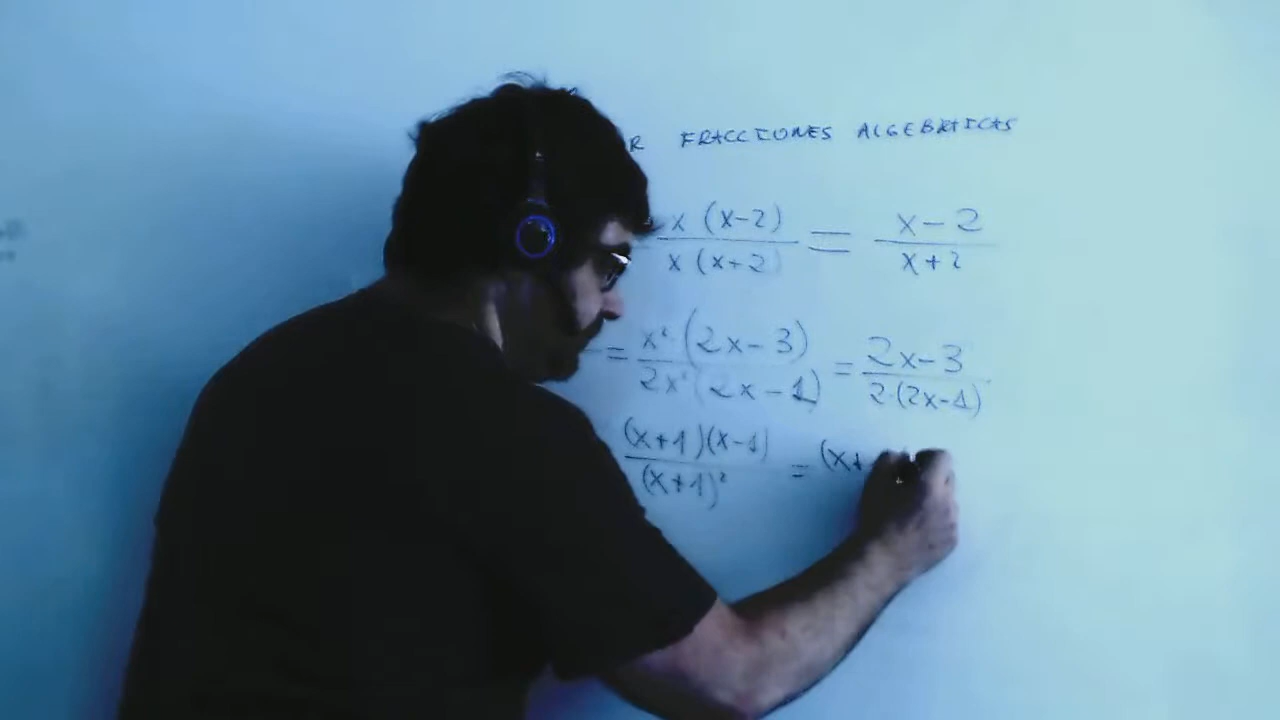 R FRACCIONES ALGEBRAICAS
x (x-2) / x (x+2) = x-2 / x+2
= x² (2x-3) / 2x² (2x-1) = 2x-3 / 2·(2x-1)
(x+1)(x-1) / (x+1)² = (x+